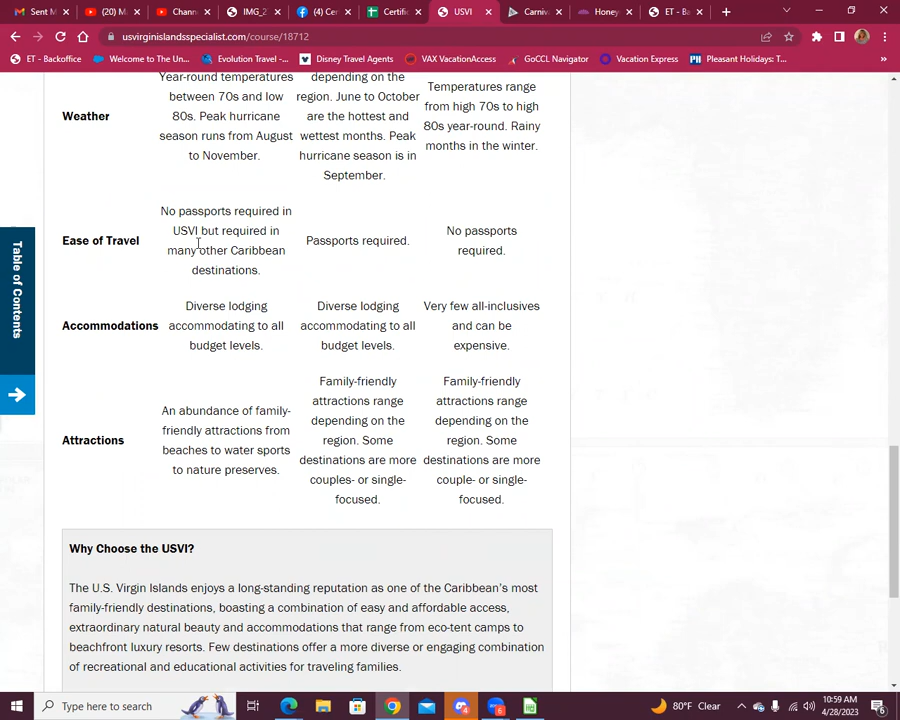 Sent M
(20) M
Chann
IMG_2
(4) Cer
Certific
USVI
Carniv
Honey
ET - Ba
usvirginislandsspecialist.com/course/18712
ET - Backoffice
Welcome to The Un...
Evolution Travel -...
Disney Travel Agents
VAX VacationAccess
GoCCL Navigator
Vacation Express
Pleasant Holidays: T...
Weather
Year-round temperatures
between 70s and low
80s. Peak hurricane
season runs from August
to November.
depending on the
region. June to October
are the hottest and
wettest months. Peak
hurricane season is in
September.
Temperatures range
from high 70s to high
80s year-round. Rainy
months in the winter.
Ease of Travel
No passports required in
USVI but required in
many other Caribbean
destinations.
Passports required.
No passports
required.
Accommodations
Diverse lodging
accommodating to all
budget levels.
Diverse lodging
accommodating to all
budget levels.
Very few all-inclusives
and can be
expensive.
Attractions
An abundance of family-
friendly attractions from
beaches to water sports
to nature preserves.
Family-friendly
attractions range
depending on the
region. Some
destinations are more
couples- or single-
focused.
Family-friendly
attractions range
depending on the
region. Some
destinations are more
couples- or single-
focused.
Table of Contents
Why Choose the USVI?
The U.S. Virgin Islands enjoys a long-standing reputation as one of the Caribbean's most
family-friendly destinations, boasting a combination of easy and affordable access,
extraordinary natural beauty and accommodations that range from eco-tent camps to
beachfront luxury resorts. Few destinations offer a more diverse or engaging combination
of recreational and educational activities for traveling families.
Type here to search
80°F Clear
10:59 AM
4/28/2023